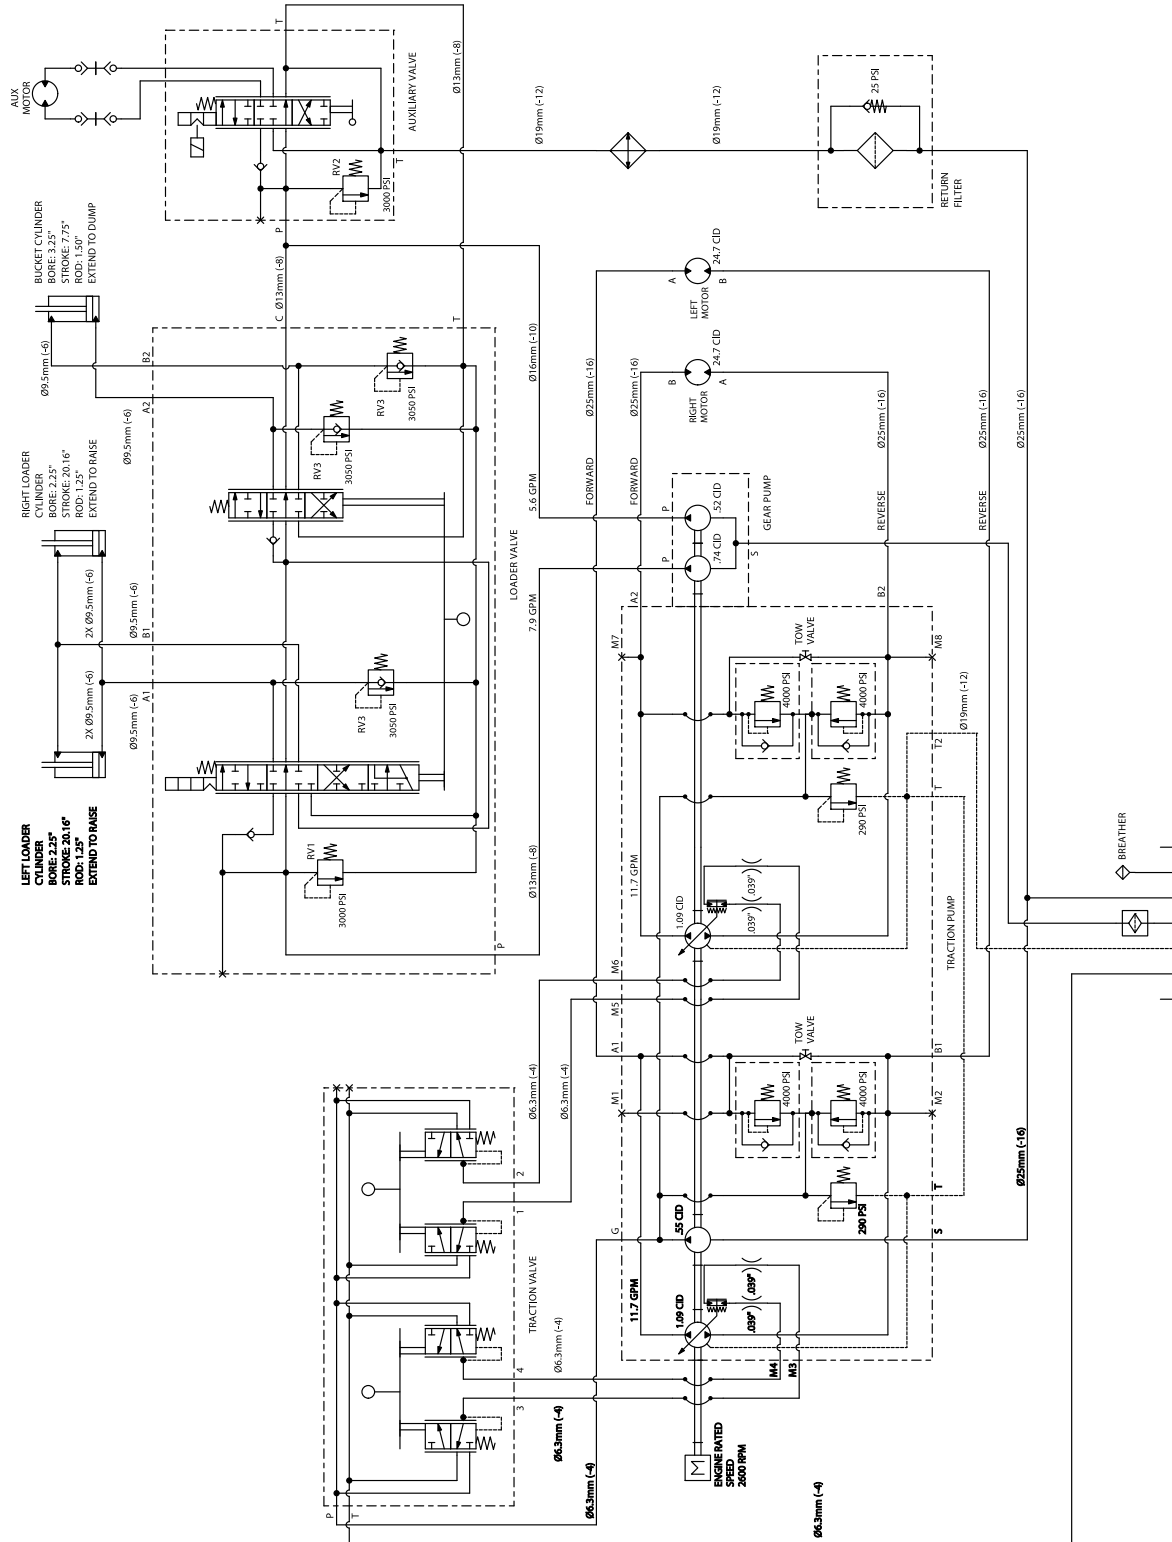 AUX
MOTOR
T
AUXILIARY VALVE
Ø13mm (-8)
RV2
3000 PSI
T
P
Ø19mm (-12)
Ø19mm (-12)
25 PSI
RETURN
FILTER
BUCKET CYLINDER
BORE: 3.25"
STROKE: 7.75"
ROD: 1.50"
EXTEND TO DUMP
Ø9.5mm (-6)
B2
A2
Ø9.5mm (-6)
C
Ø13mm (-8)
T
RV3
3050 PSI
RV3
3050 PSI
Ø16mm (-10)
5.6 GPM
RIGHT LOADER
CYLINDER
BORE: 2.25"
STROKE: 20.16"
ROD: 1.25"
EXTEND TO RAISE
2X Ø9.5mm (-6)
Ø9.5mm (-6)
B1
2X Ø9.5mm (-6)
Ø9.5mm (-6)
A1
LOADER VALVE
7.9 GPM
RV3
3050 PSI
LEFT LOADER
CYLINDER
BORE: 2.25"
STROKE: 20.16"
ROD: 1.25"
EXTEND TO RAISE
RV1
3000 PSI
Ø13mm (-8)
P
A
B
24.7 CID
LEFT
MOTOR
B
A
24.7 CID
RIGHT
MOTOR
Ø25mm (-16)
Ø25mm (-16)
Ø25mm (-16)
Ø25mm (-16)
Ø25mm (-16)
FORWARD
FORWARD
REVERSE
REVERSE
P
.52 CID
P
.74 CID
S
GEAR PUMP
A2
B2
M7
M8
TOW
VALVE
4000 PSI
4000 PSI
290 PSI
T2
T
Ø19mm (-12)
11.7 GPM
1.09 CID
.039"
.039"
M6
M5
TRACTION PUMP
BREATHER
A1
B1
M1
M2
TOW
VALVE
4000 PSI
4000 PSI
290 PSI
T
S
Ø25mm (-16)
G
.55 CID
11.7 GPM
1.09 CID
.039"
.039"
M4
M3
Ø6.3mm (-4)
Ø6.3mm (-4)
2
1
TRACTION VALVE
4
3
Ø6.3mm (-4)
Ø6.3mm (-4)
Ø6.3mm (-4)
P
T
M
ENGINE RATED
SPEED
2600 RPM
Ø6.3mm (-4)